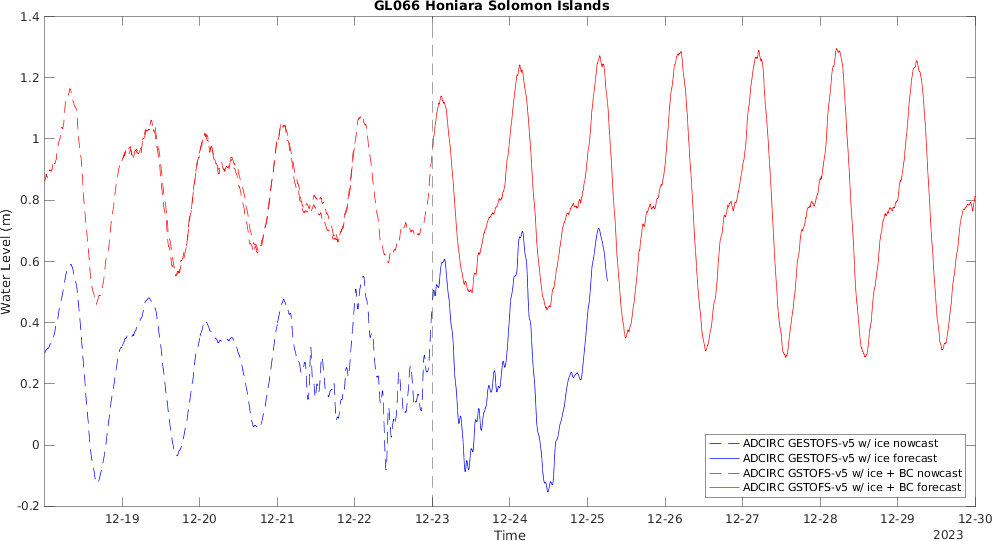 GL066 Honiara Solomon Islands
1.4
1.2
1
0.8
0.6
0.4
0.2
0
-0.2
Water Level (m)
12-19 12-20 12-21 12-22 12-23 12-24 12-25 12-26 12-27 12-28 12-29 12-30
Time
2023
ADCIRC GESTOFS-v5 w/ ice nowcast
ADCIRC GESTOFS-v5 w/ ice forecast
ADCIRC GSTOFS-v5 w/ ice + BC nowcast
ADCIRC GSTOFS-v5 w/ ice + BC forecast